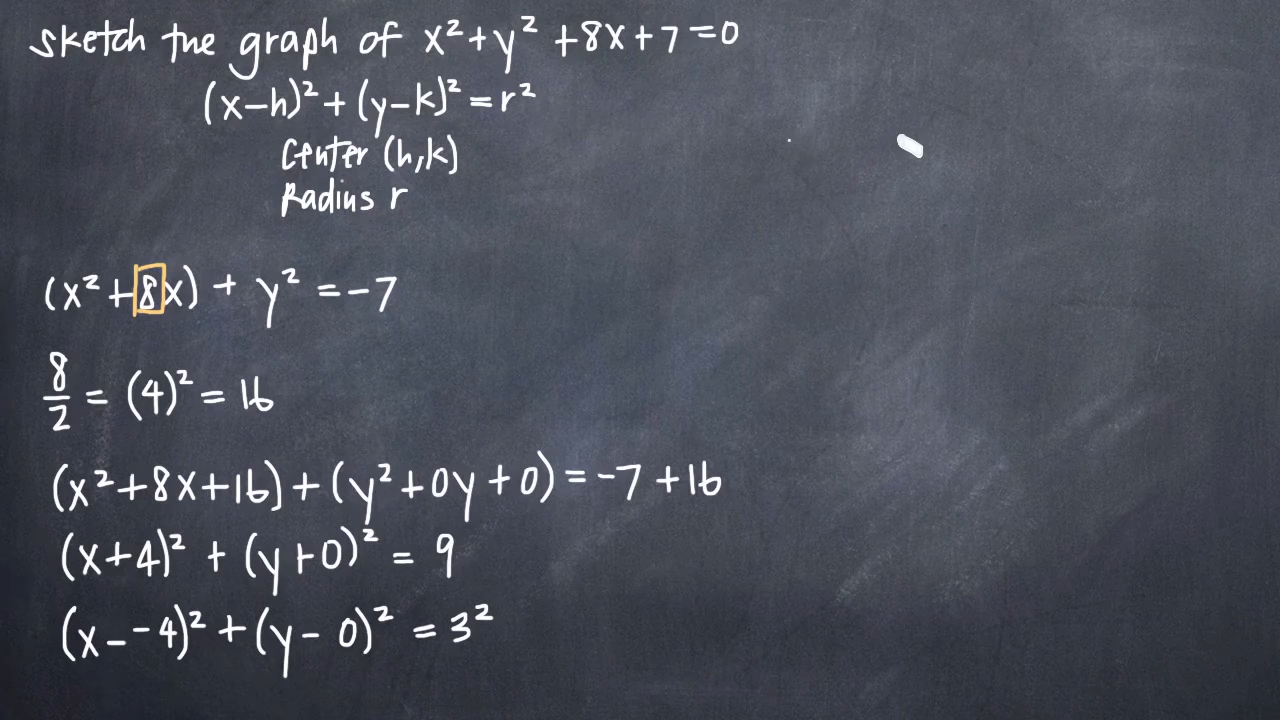 Sketch the graph of x² + y² + 8x + 7 = 0
(x - h)² + (y - k)² = r²
Center (h, k)
Radius r
(x² + 8x) + y² = -7
8/2 = (4)² = 16
(x² + 8x + 16) + (y² + 0y + 0) = -7 + 16
(x + 4)² + (y + 0)² = 9
(x - -4)² + (y - 0)² = 3²